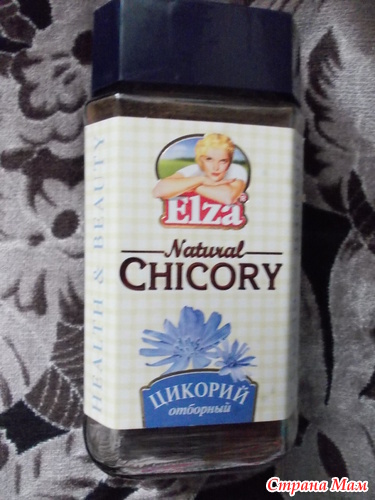 Elza
Natural
CHICORY
HEALTH & BEAUTY
ЦИКОРИЙ
отборный
Страна Мам